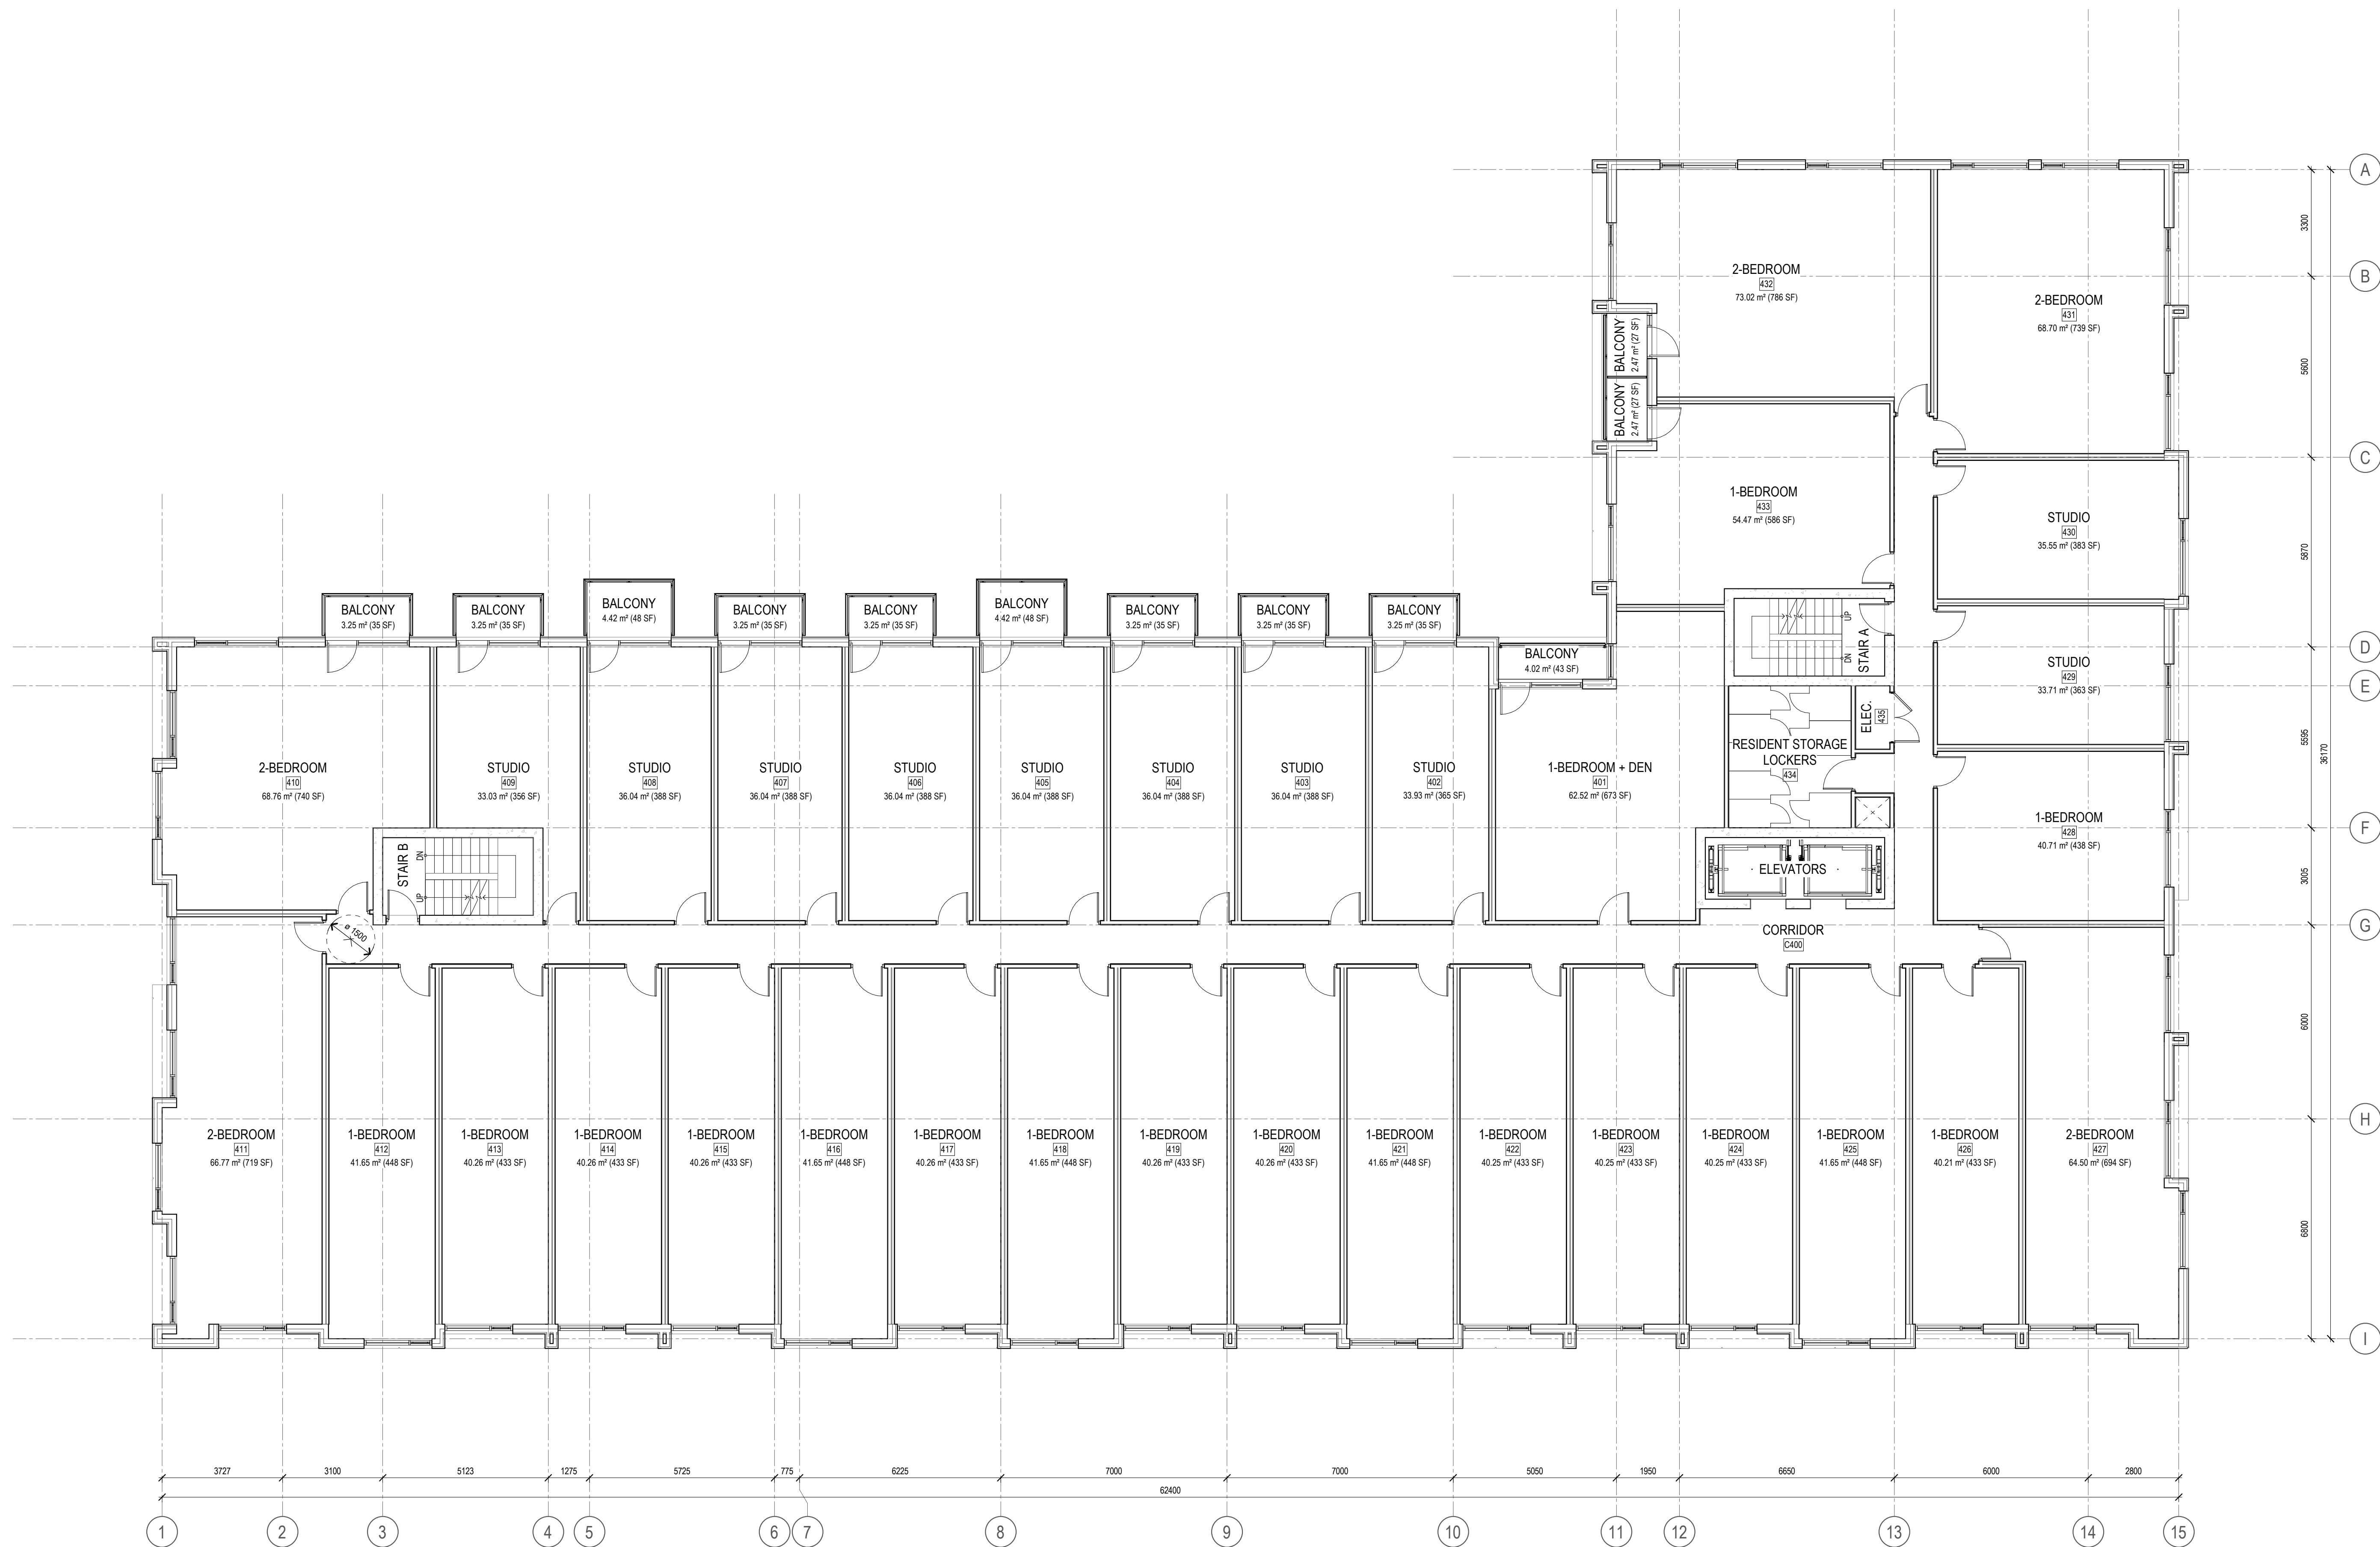 A
3300
B
2-BEDROOM
432
73.02 m² (786 SF)
2-BEDROOM
431
68.70 m² (739 SF)
BALCONY
2.47 m² (27 SF)
5600
BALCONY
2.47 m² (27 SF)
C
1-BEDROOM
433
54.47 m² (586 SF)
STUDIO
430
35.55 m² (383 SF)
5870
BALCONY
3.25 m² (35 SF)
BALCONY
3.25 m² (35 SF)
BALCONY
4.42 m² (48 SF)
BALCONY
3.25 m² (35 SF)
BALCONY
3.25 m² (35 SF)
BALCONY
4.42 m² (48 SF)
BALCONY
3.25 m² (35 SF)
BALCONY
3.25 m² (35 SF)
BALCONY
3.25 m² (35 SF)
BALCONY
4.02 m² (43 SF)
UP
DN
STAIR A
STUDIO
429
33.71 m² (363 SF)
D
E
ELEC.
435
RESIDENT STORAGE
LOCKERS
434
5595
36170
2-BEDROOM
410
68.76 m² (740 SF)
STUDIO
409
33.03 m² (356 SF)
STUDIO
408
36.04 m² (388 SF)
STUDIO
407
36.04 m² (388 SF)
STUDIO
406
36.04 m² (388 SF)
STUDIO
405
36.04 m² (388 SF)
STUDIO
404
36.04 m² (388 SF)
STUDIO
403
36.04 m² (388 SF)
STUDIO
402
33.93 m² (365 SF)
1-BEDROOM + DEN
401
62.52 m² (673 SF)
1-BEDROOM
428
40.71 m² (438 SF)
F
STAIR B
DN
UP
ELEVATORS
3005
ø 1500
CORRIDOR
C400
G
6000
H
2-BEDROOM
411
66.77 m² (719 SF)
1-BEDROOM
412
41.65 m² (448 SF)
1-BEDROOM
413
40.26 m² (433 SF)
1-BEDROOM
414
40.26 m² (433 SF)
1-BEDROOM
415
40.26 m² (433 SF)
1-BEDROOM
416
41.65 m² (448 SF)
1-BEDROOM
417
40.26 m² (433 SF)
1-BEDROOM
418
41.65 m² (448 SF)
1-BEDROOM
419
40.26 m² (433 SF)
1-BEDROOM
420
40.26 m² (433 SF)
1-BEDROOM
421
41.65 m² (448 SF)
1-BEDROOM
422
40.25 m² (433 SF)
1-BEDROOM
423
40.25 m² (433 SF)
1-BEDROOM
424
40.25 m² (433 SF)
1-BEDROOM
425
41.65 m² (448 SF)
1-BEDROOM
426
40.21 m² (433 SF)
2-BEDROOM
427
64.50 m² (694 SF)
6800
I
3727 3100 5123 1275 5725 775 6225 7000 7000 5050 1950 6650 6000 2800
62400
1 2 3 4 5 6 7 8 9 10 11 12 13 14 15